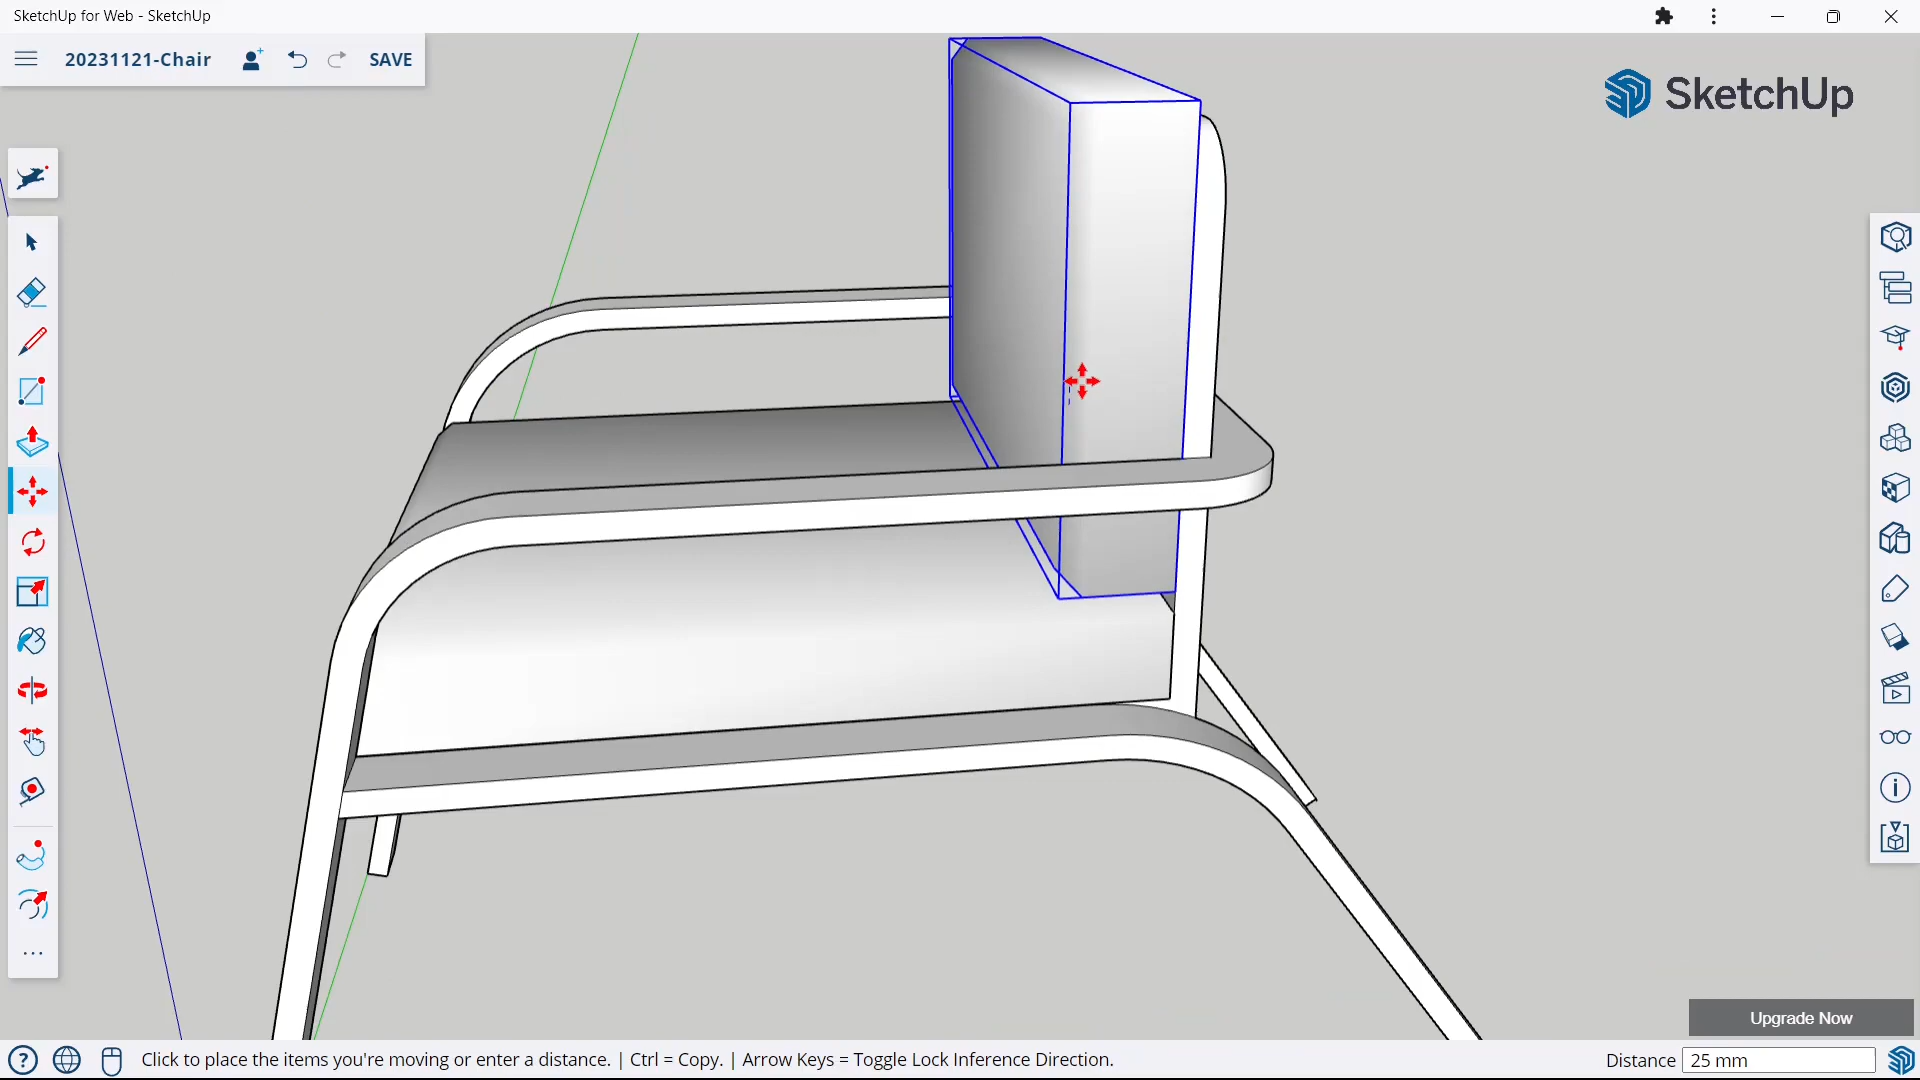 SketchUp for Web - SketchUp
20231121-Chair SAVE
SketchUp
Upgrade Now
Click to place the items you're moving or enter a distance. | Ctrl = Copy. | Arrow Keys = Toggle Lock Inference Direction. Distance 25 mm